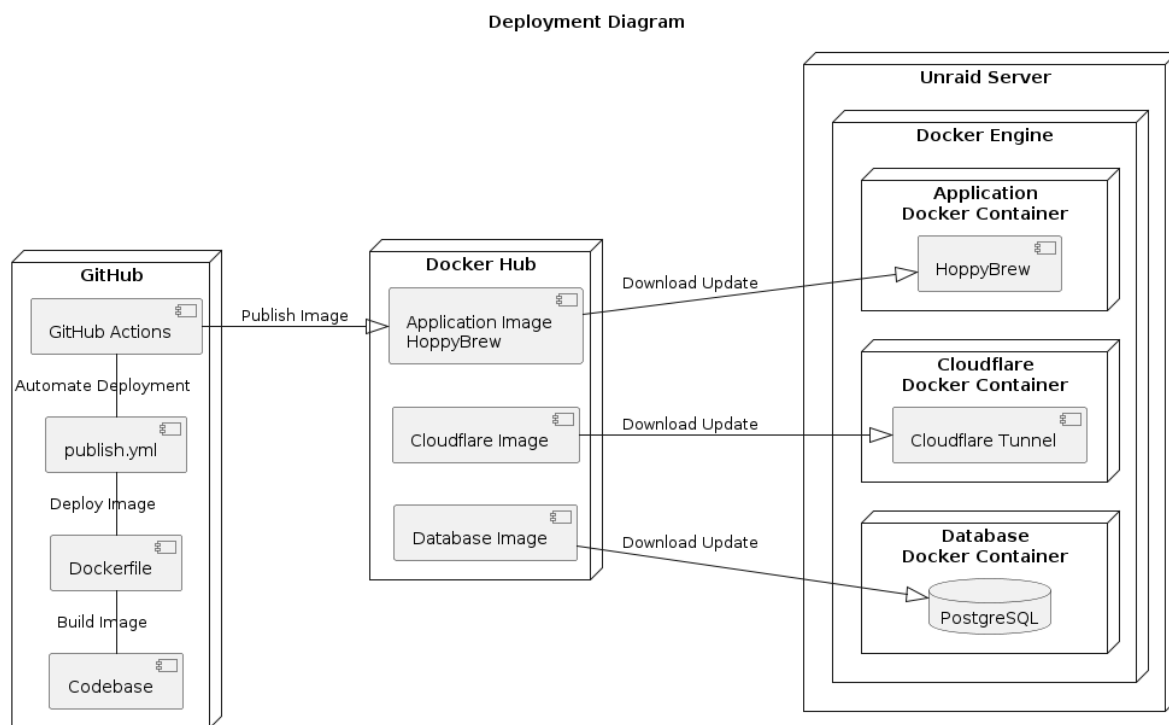 Deployment Diagram
GitHub
GitHub Actions
Automate Deployment
publish.yml
Deploy Image
Dockerfile
Build Image
Codebase
Publish Image
Docker Hub
Application Image
HoppyBrew
Cloudflare Image
Database Image
Download Update
Download Update
Download Update
Unraid Server
Docker Engine
Application
Docker Container
HoppyBrew
Cloudflare
Docker Container
Cloudflare Tunnel
Database
Docker Container
PostgreSQL